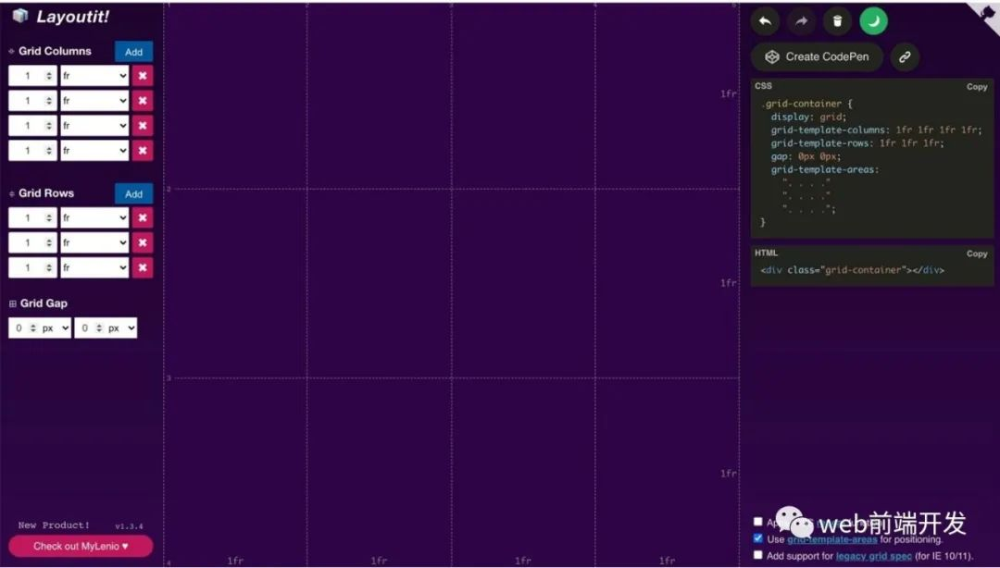 Layoutit!
Grid Columns
Add
1 fr
1 fr
1 fr
1 fr
Grid Rows
Add
1 fr
1 fr
1 fr
Grid Gap
0 px 0 px
New Product! v1.3.4
Check out MyLenio ♥
1
2
3
4
5
2
3
4
1fr
1fr
1fr
1fr
1fr
1fr
1fr
Create CodePen
CSS
Copy
.grid-container {
display: grid;
grid-template-columns: 1fr 1fr 1fr 1fr;
grid-template-rows: 1fr 1fr 1fr;
gap: 0px 0px;
grid-template-areas:
". . . ."
". . . ."
". . . .";
}
HTML
Copy
<div class="grid-container"></div>
web前端开发
Use grid-template-areas for positioning.
Add support for legacy grid spec (for IE 10/11).